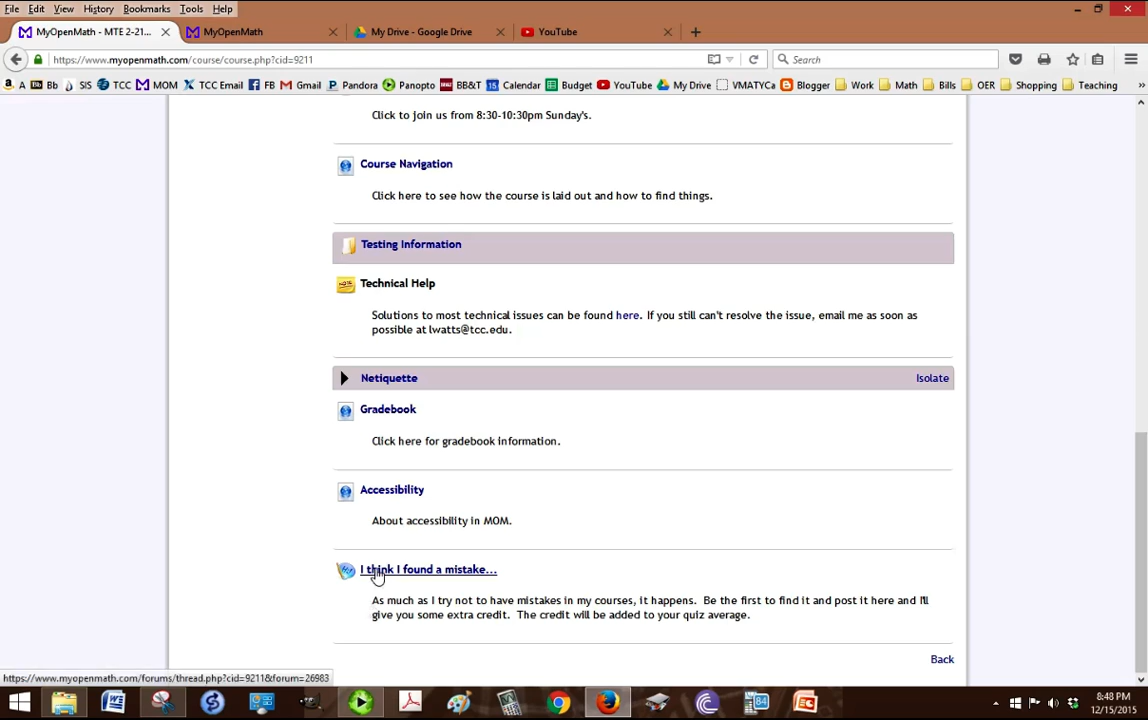 File Edit View History Bookmarks Tools Help
MyOpenMath - MTE 2-21... MyOpenMath My Drive - Google Drive YouTube
https://www.myopenmath.com/course/course.php?cid=9211 Search
A Bb SIS TCC MOM TCC Email FB Gmail Pandora Panopto BB&T Calendar Budget YouTube My Drive VMATYCa Blogger Work Math Bills OER Shopping Teaching
Click to join us from 8:30-10:30pm Sunday's.
Course Navigation
Click here to see how the course is laid out and how to find things.
Testing Information
Technical Help
Solutions to most technical issues can be found here. If you still can't resolve the issue, email me as soon as
possible at lwatts@tcc.edu.
Netiquette Isolate
Gradebook
Click here for gradebook information.
Accessibility
About accessibility in MOM.
I think I found a mistake...
As much as I try not to have mistakes in my courses, it happens. Be the first to find it and post it here and I'll
give you some extra credit. The credit will be added to your quiz average.
Back
https://www.myopenmath.com/forums/thread.php?cid=9211&forum=26983
8:48 PM
12/15/2015